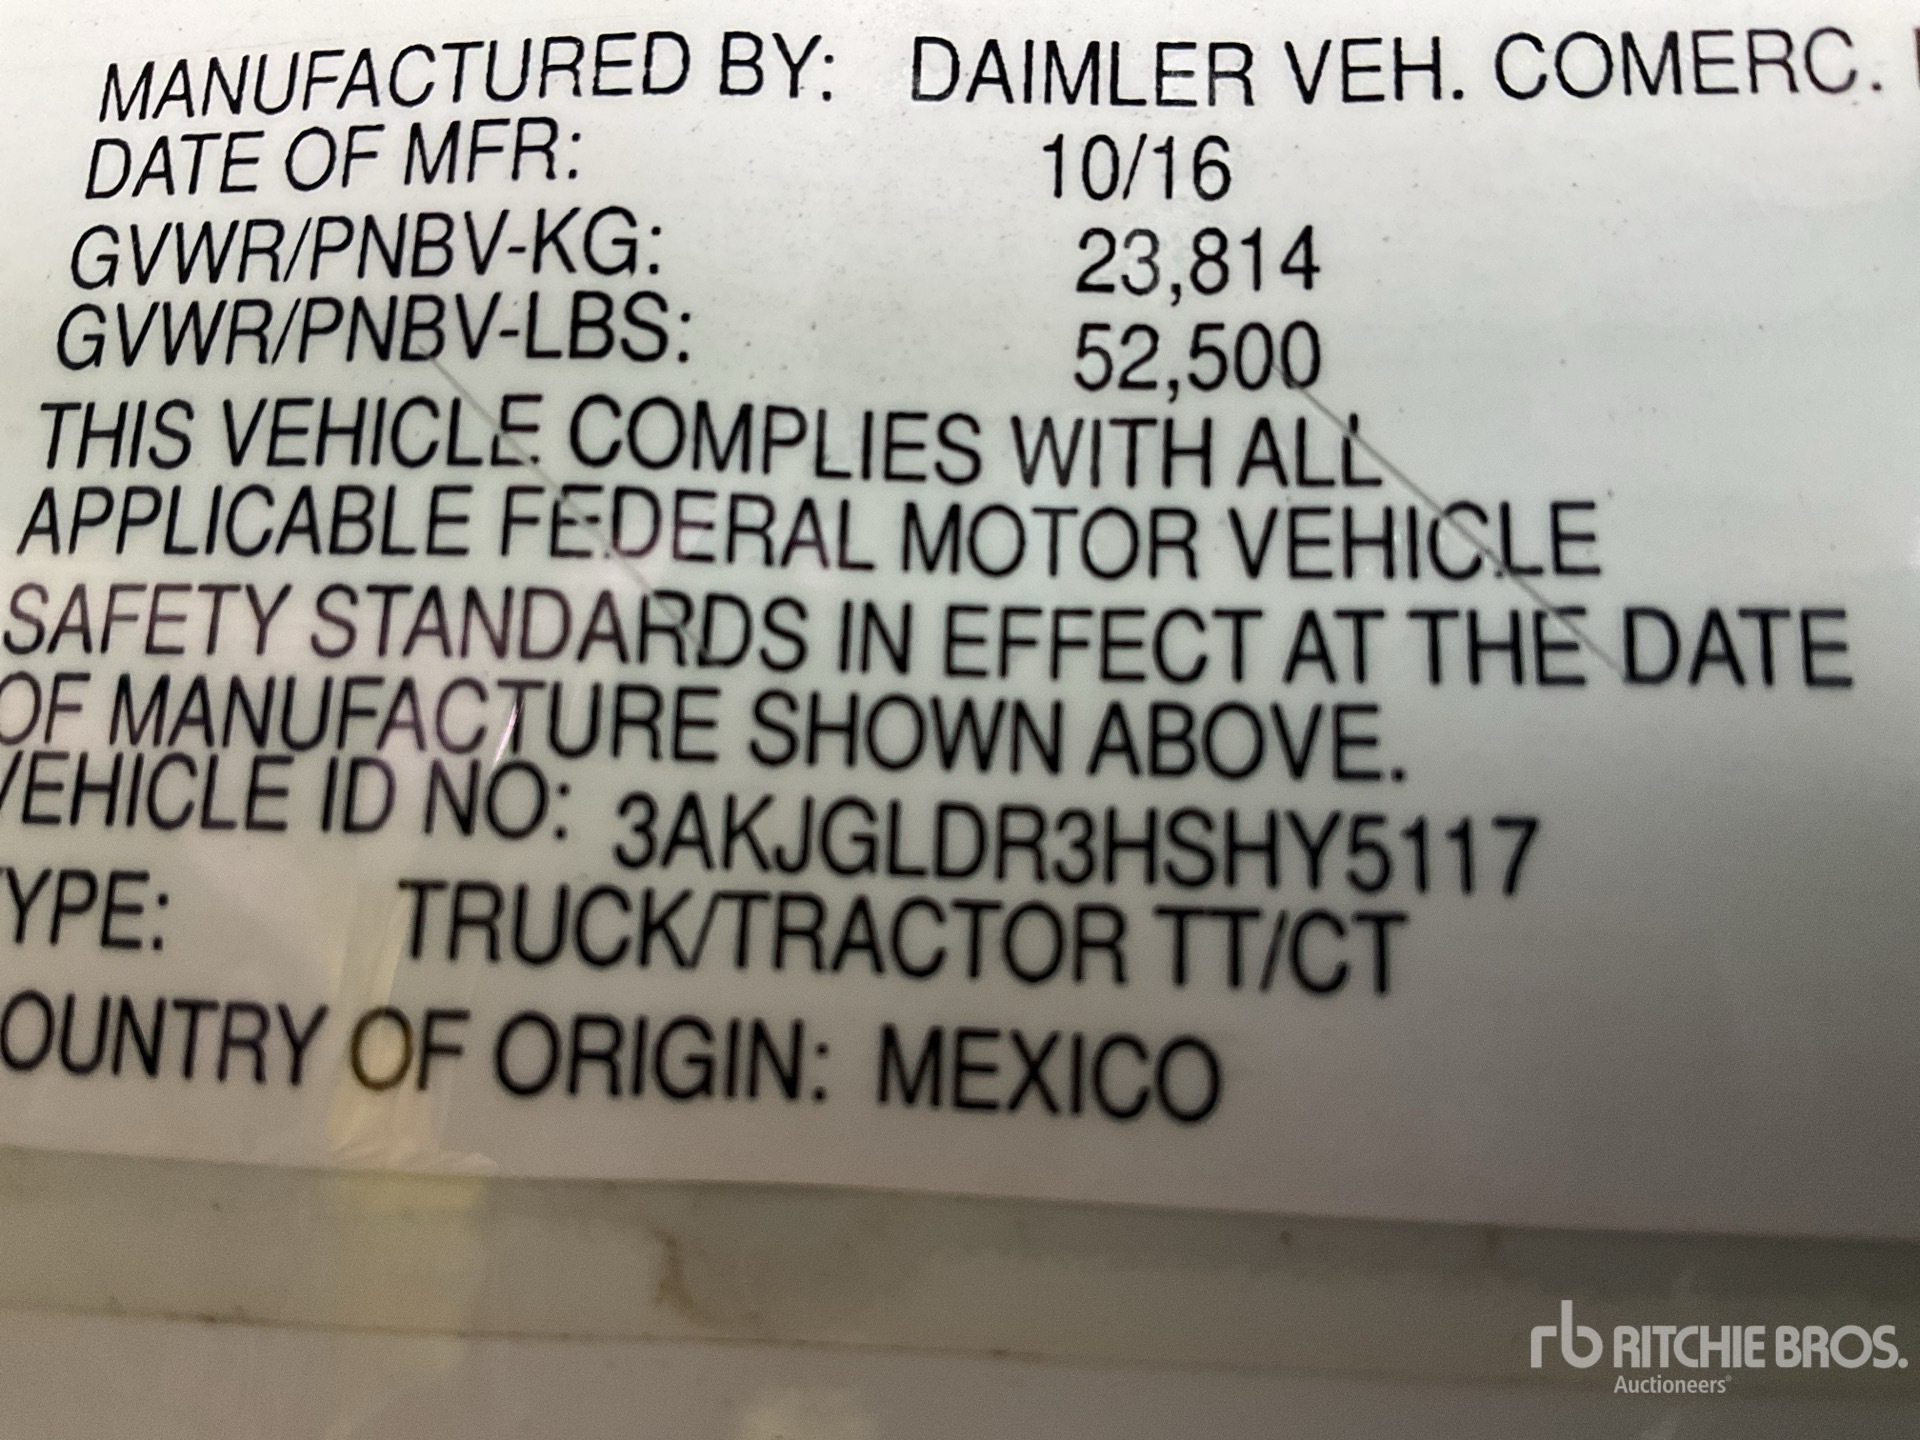 MANUFACTURED BY: DAIMLER VEH. COMERC.
DATE OF MFR: 10/16
GVWR/PNBV-KG: 23,814
GVWR/PNBV-LBS: 52,500
THIS VEHICLE COMPLIES WITH ALL
APPLICABLE FEDERAL MOTOR VEHICLE
SAFETY STANDARDS IN EFFECT AT THE DATE
OF MANUFACTURE SHOWN ABOVE.
VEHICLE ID NO: 3AKJGLDR3HSHY5117
YPE: TRUCK/TRACTOR TT/CT
OUNTRY OF ORIGIN: MEXICO
rb RITCHIE BROS.
Auctioneers